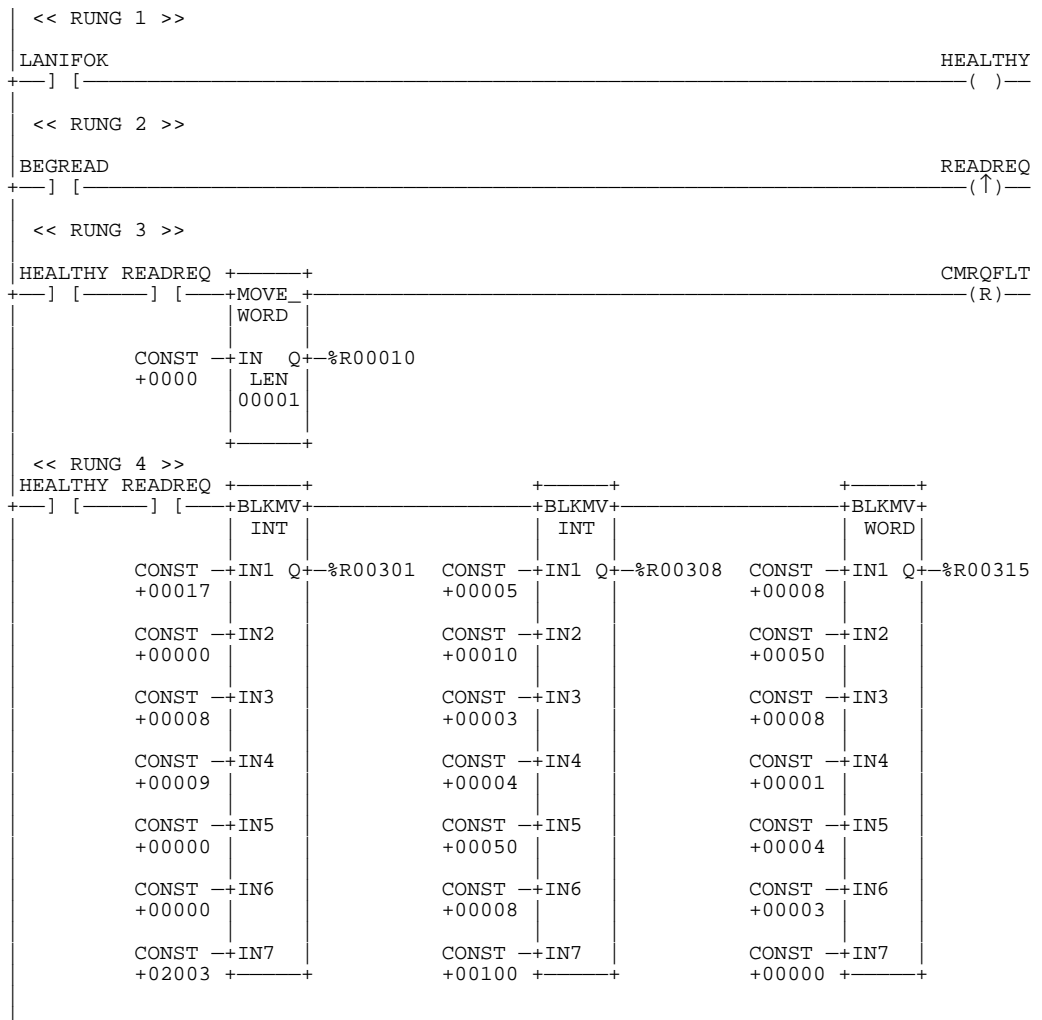 << RUNG 1 >>
LANIFOK HEALTHY
] [ ( )
<< RUNG 2 >>
BEGREAD READREQ
] [ (↑)
<< RUNG 3 >>
HEALTHY READREQ CMRQFLT
] [ ] [ MOVE_ (R)
WORD
CONST IN Q %R00010
+0000 LEN
00001
<< RUNG 4 >>
HEALTHY READREQ
] [ ] [ BLKMV BLKMV BLKMV
INT INT WORD
CONST IN1 Q %R00301 CONST IN1 Q %R00308 CONST IN1 Q %R00315
+00017 +00005 +00008
CONST IN2 CONST IN2 CONST IN2
+00000 +00010 +00050
CONST IN3 CONST IN3 CONST IN3
+00008 +00003 +00008
CONST IN4 CONST IN4 CONST IN4
+00009 +00004 +00001
CONST IN5 CONST IN5 CONST IN5
+00000 +00050 +00004
CONST IN6 CONST IN6 CONST IN6
+00000 +00008 +00003
CONST IN7 CONST IN7 CONST IN7
+02003 +00100 +00000